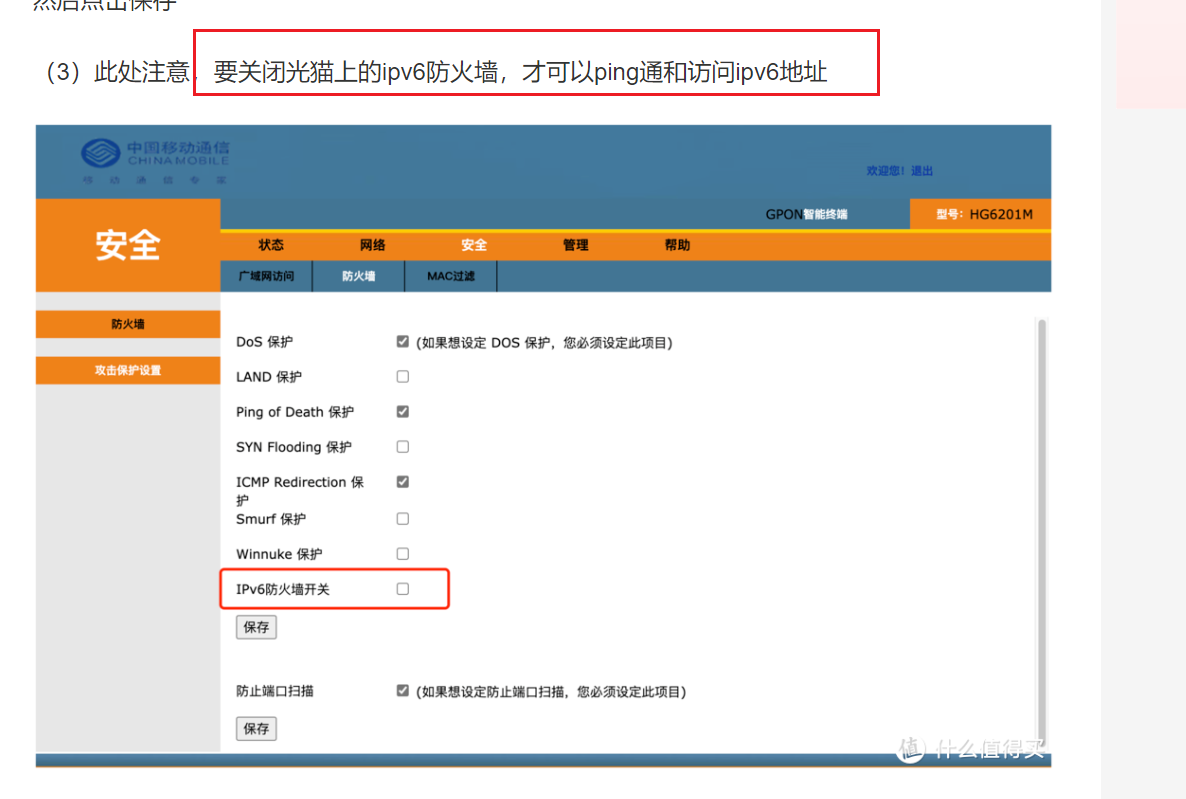 然后点击保存
（3）此处注意，要关闭光猫上的ipv6防火墙，才可以ping通和访问ipv6地址
中国移动通信
CHINA MOBILE
移 动 通 信 专 家
欢迎您！ 退出
GPON智能终端
型号：HG6201M
安全
状态 网络 安全 管理 帮助
广域网访问 防火墙 MAC过滤
防火墙
攻击保护设置
DoS 保护 (如果想设定 DOS 保护，您必须设定此项目)
LAND 保护
Ping of Death 保护
SYN Flooding 保护
ICMP Redirection 保
护
Smurf 保护
Winnuke 保护
IPv6防火墙开关
保存
防止端口扫描 (如果想设定防止端口扫描，您必须设定此项目)
保存
值 什么值得买